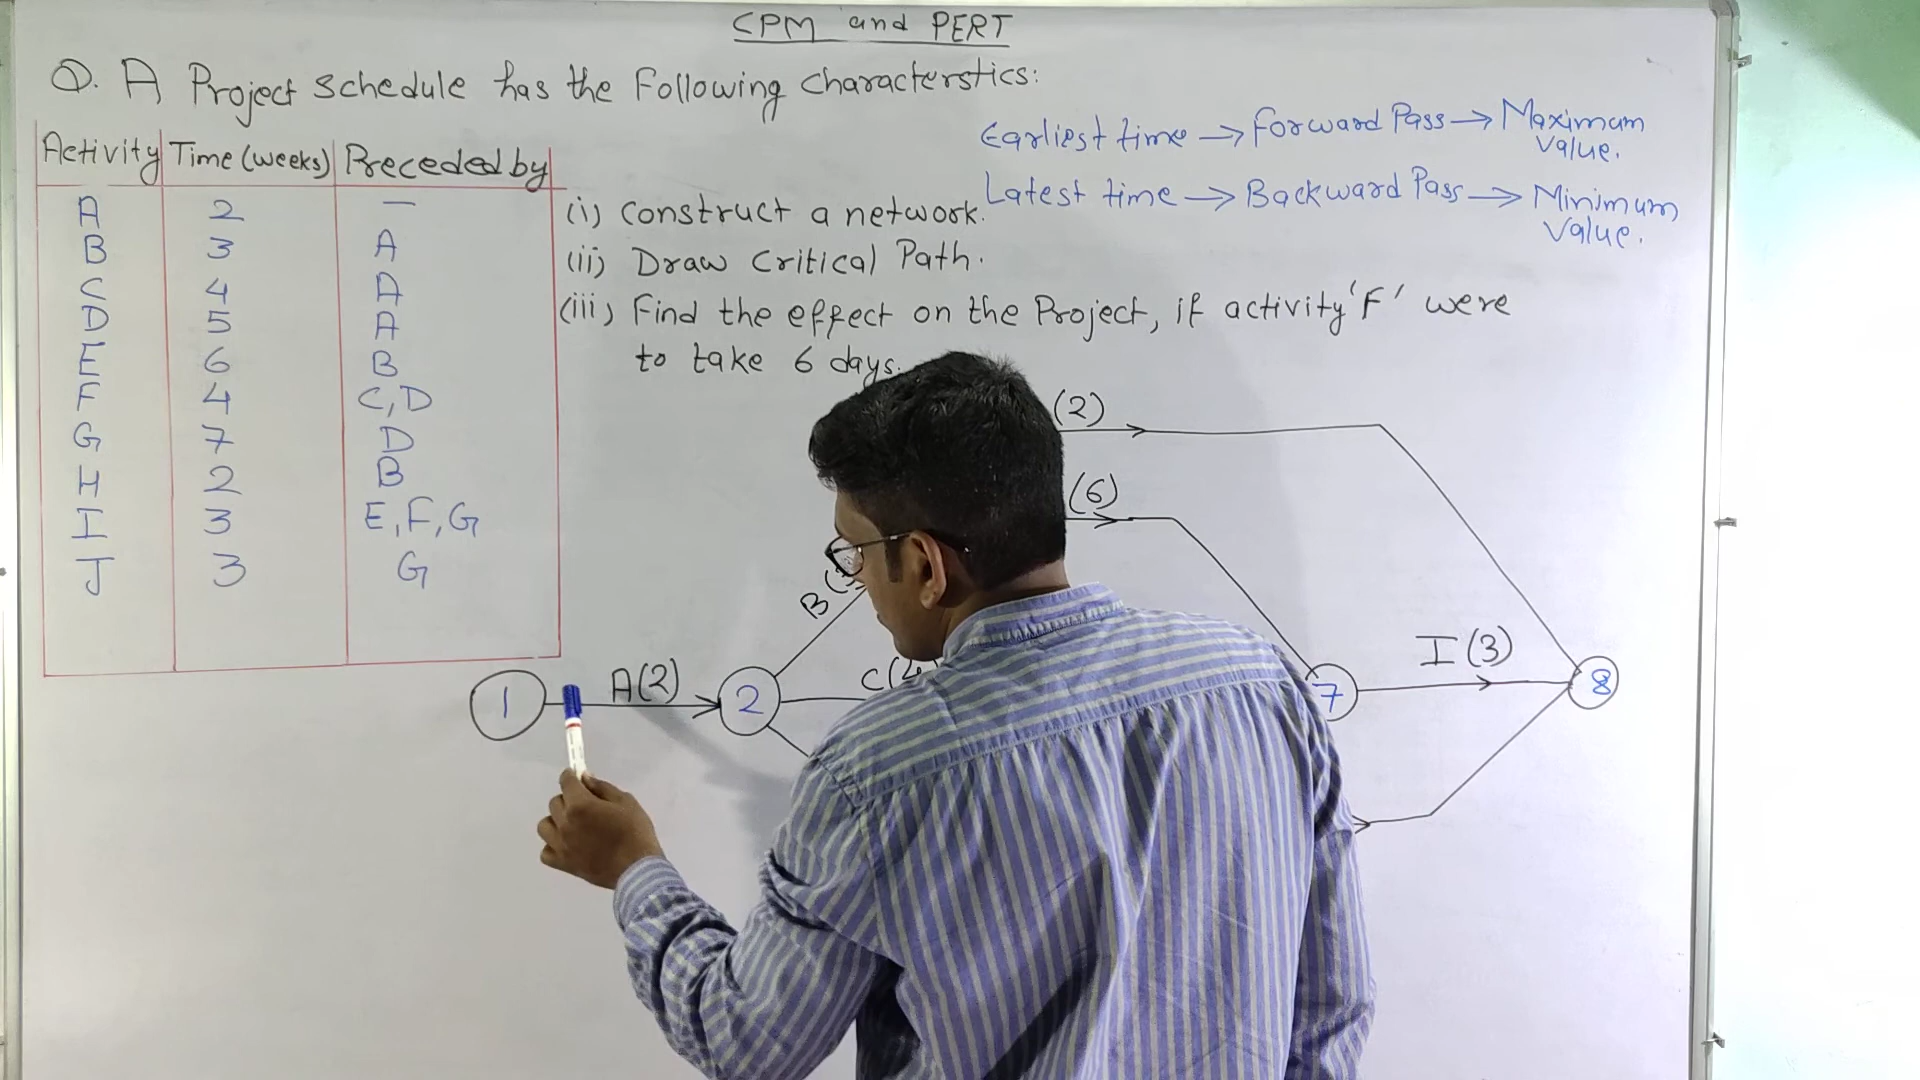 CPM and PERT
Q. A Project schedule has the Following characterstics:
Activity Time (weeks) Preceded by
A 2 —
B 3 A
C 4 A
D 5 A
E 6 B
F 4 C, D
G 7 D
H 2 B
I 3 E, F, G
J 3 G
Earliest time → Forward Pass → Maximum
Value.
Latest time → Backward Pass → Minimum
Value.
(i) construct a network.
(ii) Draw critical Path.
(iii) Find the effect on the Project, if activity 'F' were
to take 6 days.
(2)
(6)
B
C(4
I (3)
1 A(2) 2 7 8